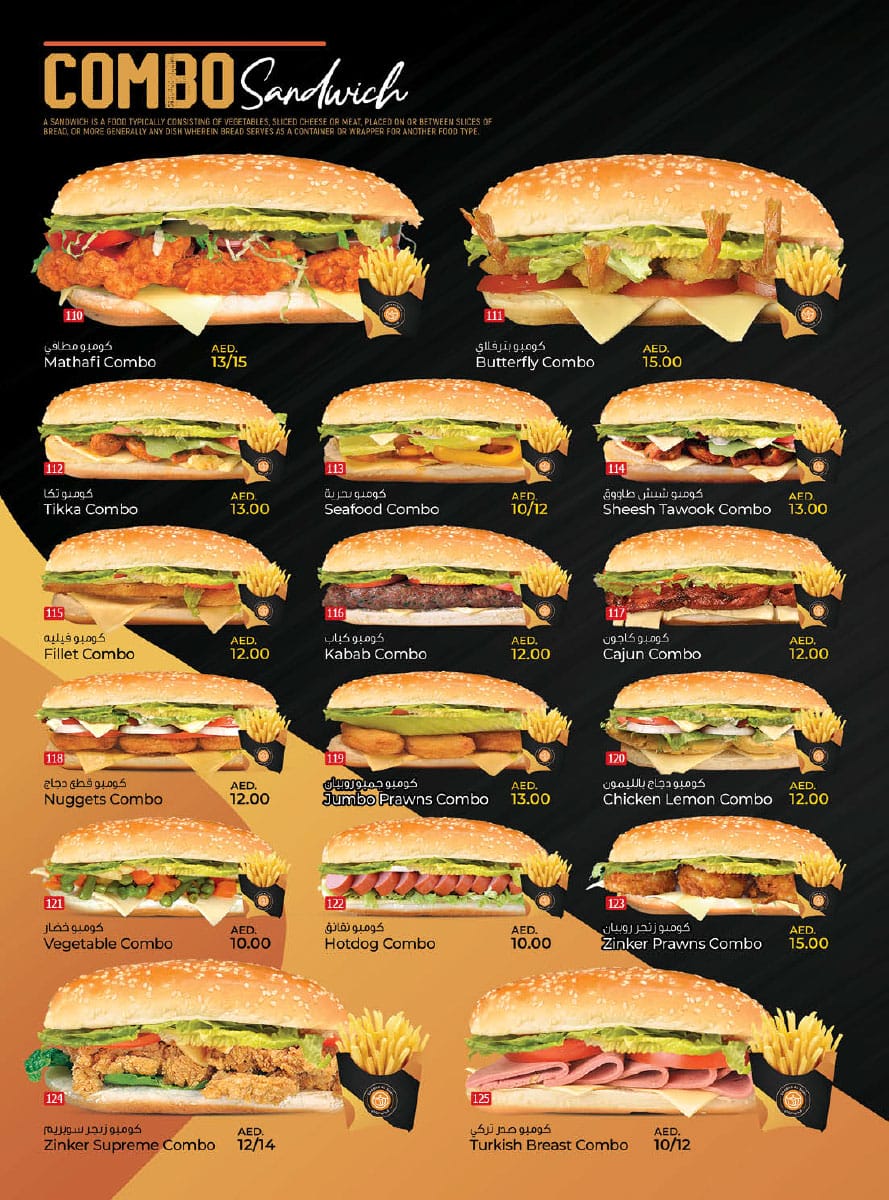 COMBO Sandwich
A SANDWICH IS A FOOD TYPICALLY CONSISTING OF VEGETABLES, SLICED CHEESE OR MEAT, PLACED ON OR BETWEEN SLICES OF
BREAD, OR MORE GENERALLY ANY DISH WHEREIN BREAD SERVES AS A CONTAINER OR WRAPPER FOR ANOTHER FOOD TYPE.
110
كومبو مطافي
Mathafi Combo
AED.
13/15
111
كومبو بترفلاي
Butterfly Combo
AED.
15.00
112
كومبو تكا
Tikka Combo
AED.
13.00
113
كومبو بحرية
Seafood Combo
AED.
10/12
114
كومبو شيش طاووق
Sheesh Tawook Combo
AED.
13.00
115
كومبو فيليه
Fillet Combo
AED.
12.00
116
كومبو كباب
Kabab Combo
AED.
12.00
117
كومبو كاجون
Cajun Combo
AED.
12.00
118
كومبو قطع دجاج
Nuggets Combo
AED.
12.00
119
كومبو جمبو روبيان
Jumbo Prawns Combo
AED.
13.00
120
كومبو دجاج بالليمون
Chicken Lemon Combo
AED.
12.00
121
كومبو خضار
Vegetable Combo
AED.
10.00
122
كومبو نقانق
Hotdog Combo
AED.
10.00
123
كومبو زنجر روبيان
Zinker Prawns Combo
AED.
15.00
124
كومبو زنجر سوبريم
Zinker Supreme Combo
AED.
12/14
125
كومبو صدر تركي
Turkish Breast Combo
AED.
10/12